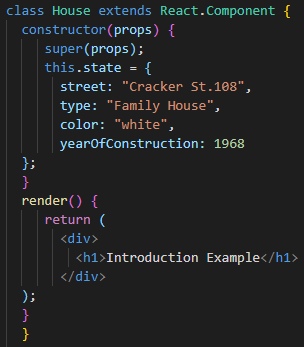 class House extends React.Component {
  constructor(props) {
     super(props);
     this.state = {
       street: "Cracker St.108",
       type: "Family House",
       color: "white",
       yearOfConstruction: 1968
  };
  }
  render() {
     return (
       <div>
         <h1>Introduction Example</h1>
       </div>
  );
  }
  }